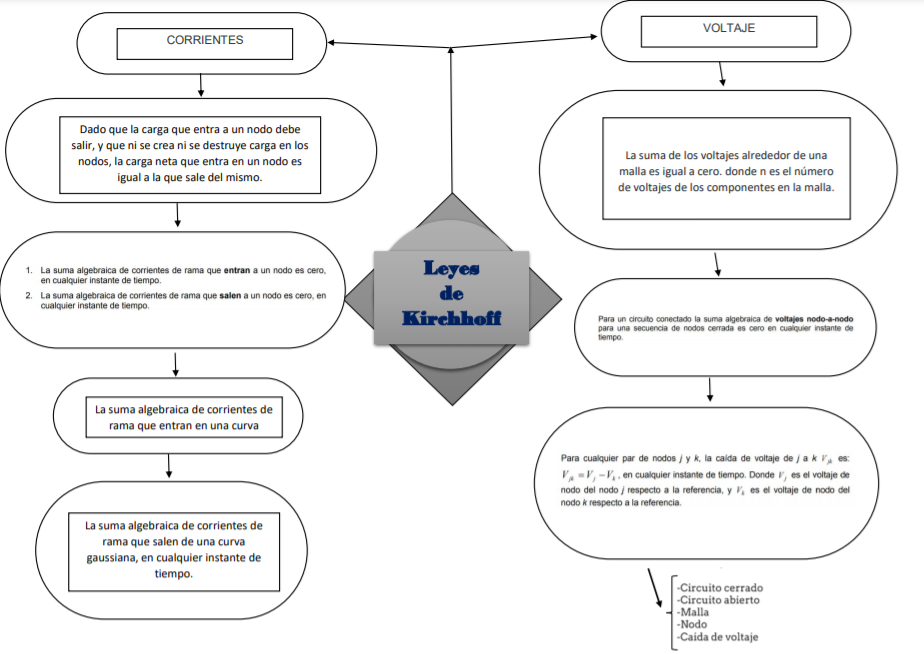 CORRIENTES
Dado que la carga que entra a un nodo debe
salir, y que ni se crea ni se destruye carga en los
nodos, la carga neta que entra en un nodo es
igual a la que sale del mismo.
1. La suma algebraica de corrientes de rama que entran a un nodo es cero,
en cualquier instante de tiempo.
2. La suma algebraica de corrientes de rama que salen a un nodo es cero, en
cualquier instante de tiempo.
La suma algebraica de corrientes de
rama que entran en una curva
La suma algebraica de corrientes de
rama que salen de una curva
gaussiana, en cualquier instante de
tiempo.
Leyes
de
Kirchhoff
VOLTAJE
La suma de los voltajes alrededor de una
malla es igual a cero. donde n es el número
de voltajes de los componentes en la malla.
Para un circuito conectado la suma algebraica de voltajes nodo-a-nodo
para una secuencia de nodos cerrada es cero en cualquier instante de
tiempo.
Para cualquier par de nodos j y k, la caída de voltaje de j a k V_jk es:
V_jk = V_j − V_k, en cualquier instante de tiempo. Donde V_j es el voltaje de
nodo del nodo j respecto a la referencia, y V_k es el voltaje de nodo del
nodo k respecto a la referencia.
-Circuito cerrado
-Circuito abierto
-Malla
-Nodo
-Caida de voltaje